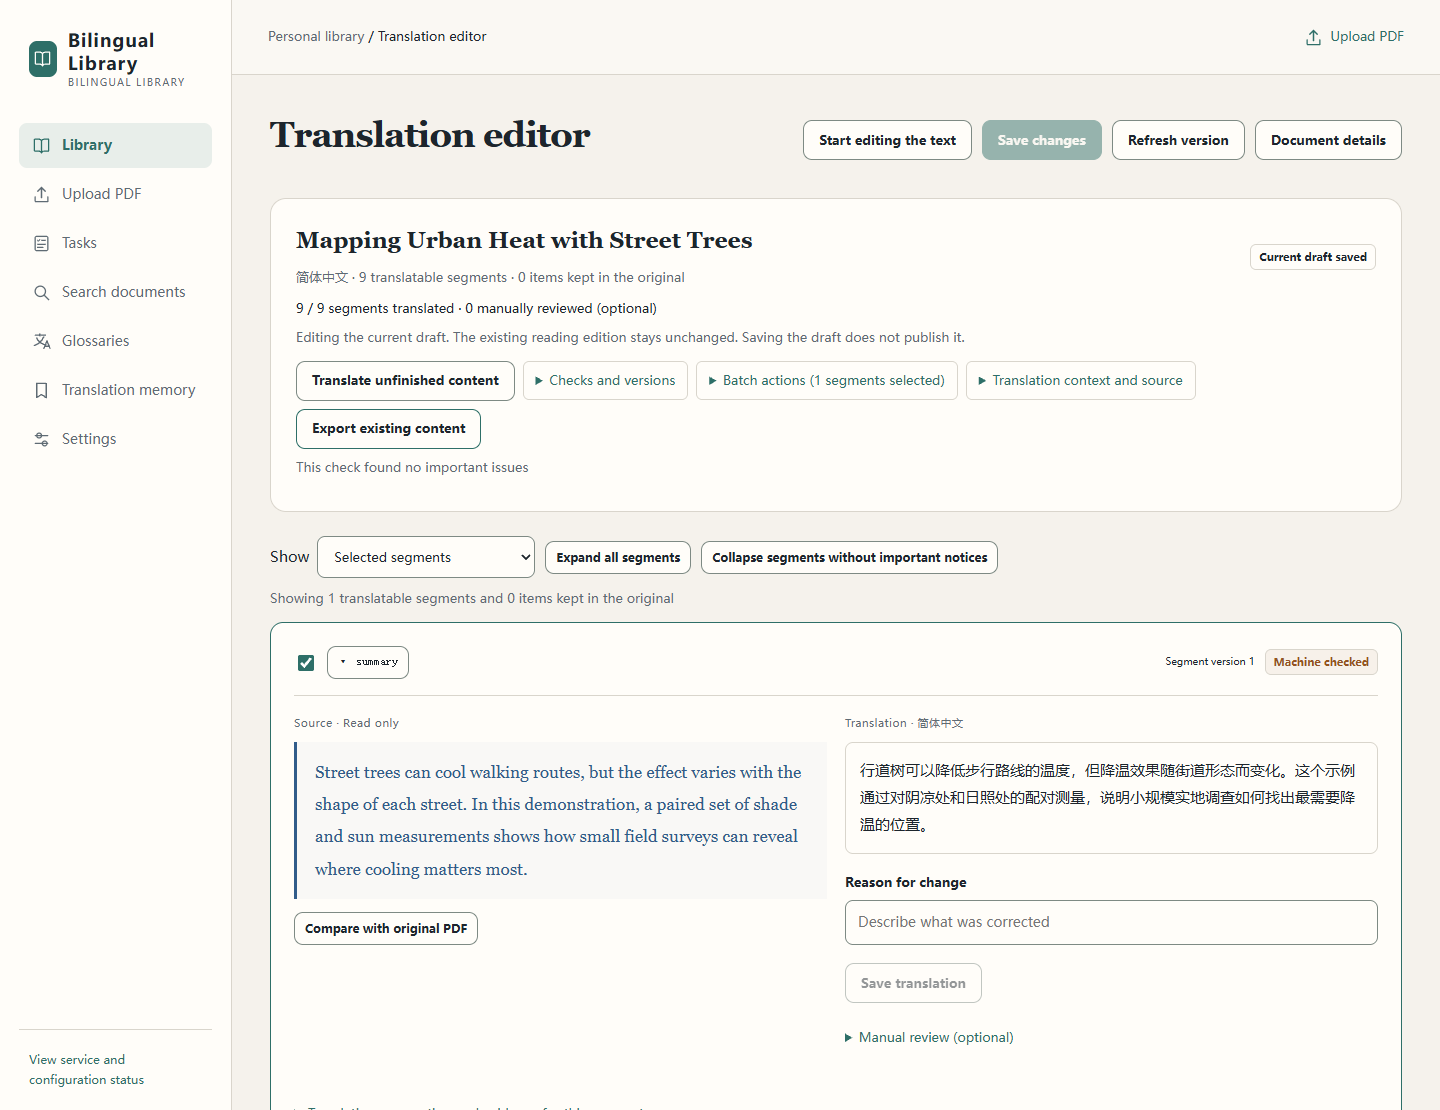 Bilingual
Library
BILINGUAL LIBRARY
Library
Upload PDF
Tasks
Search documents
Glossaries
Translation memory
Settings
View service and
configuration status
Personal library / Translation editor
Upload PDF
Translation editor
Start editing the text
Save changes
Refresh version
Document details
Mapping Urban Heat with Street Trees
Current draft saved
简体中文 · 9 translatable segments · 0 items kept in the original
9 / 9 segments translated · 0 manually reviewed (optional)
Editing the current draft. The existing reading edition stays unchanged. Saving the draft does not publish it.
Translate unfinished content
Checks and versions
Batch actions (1 segments selected)
Translation context and source
Export existing content
This check found no important issues
Show
Selected segments
Expand all segments
Collapse segments without important notices
Showing 1 translatable segments and 0 items kept in the original
summary
Segment version 1
Machine checked
Source · Read only
Street trees can cool walking routes, but the effect varies with the
shape of each street. In this demonstration, a paired set of shade
and sun measurements shows how small field surveys can reveal
where cooling matters most.
Compare with original PDF
Translation · 简体中文
行道树可以降低步行路线的温度，但降温效果随街道形态而变化。这个示例
通过对阴凉处和日照处的配对测量，说明小规模实地调查如何找出最需要降
温的位置。
Reason for change
Describe what was corrected
Save translation
Manual review (optional)